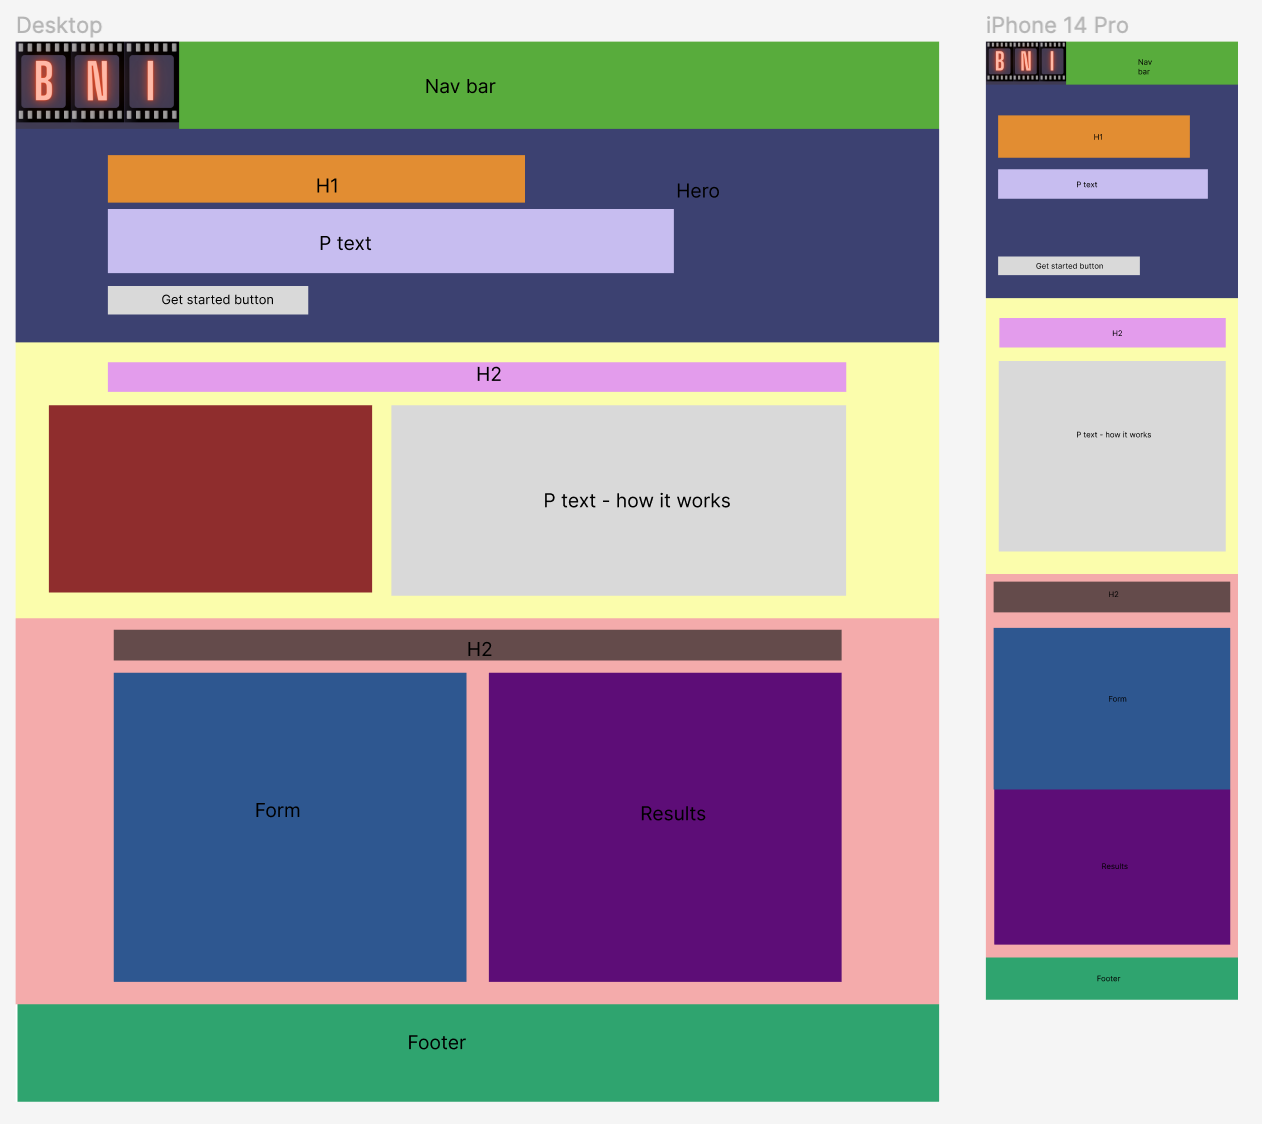 Desktop
BNI
Nav bar
H1
Hero
P text
Get started button
H2
P text - how it works
H2
Form
Results
Footer
iPhone 14 Pro
BNI
Nav
bar
H1
P text
Get started button
H2
P text - how it works
H2
Form
Results
Footer